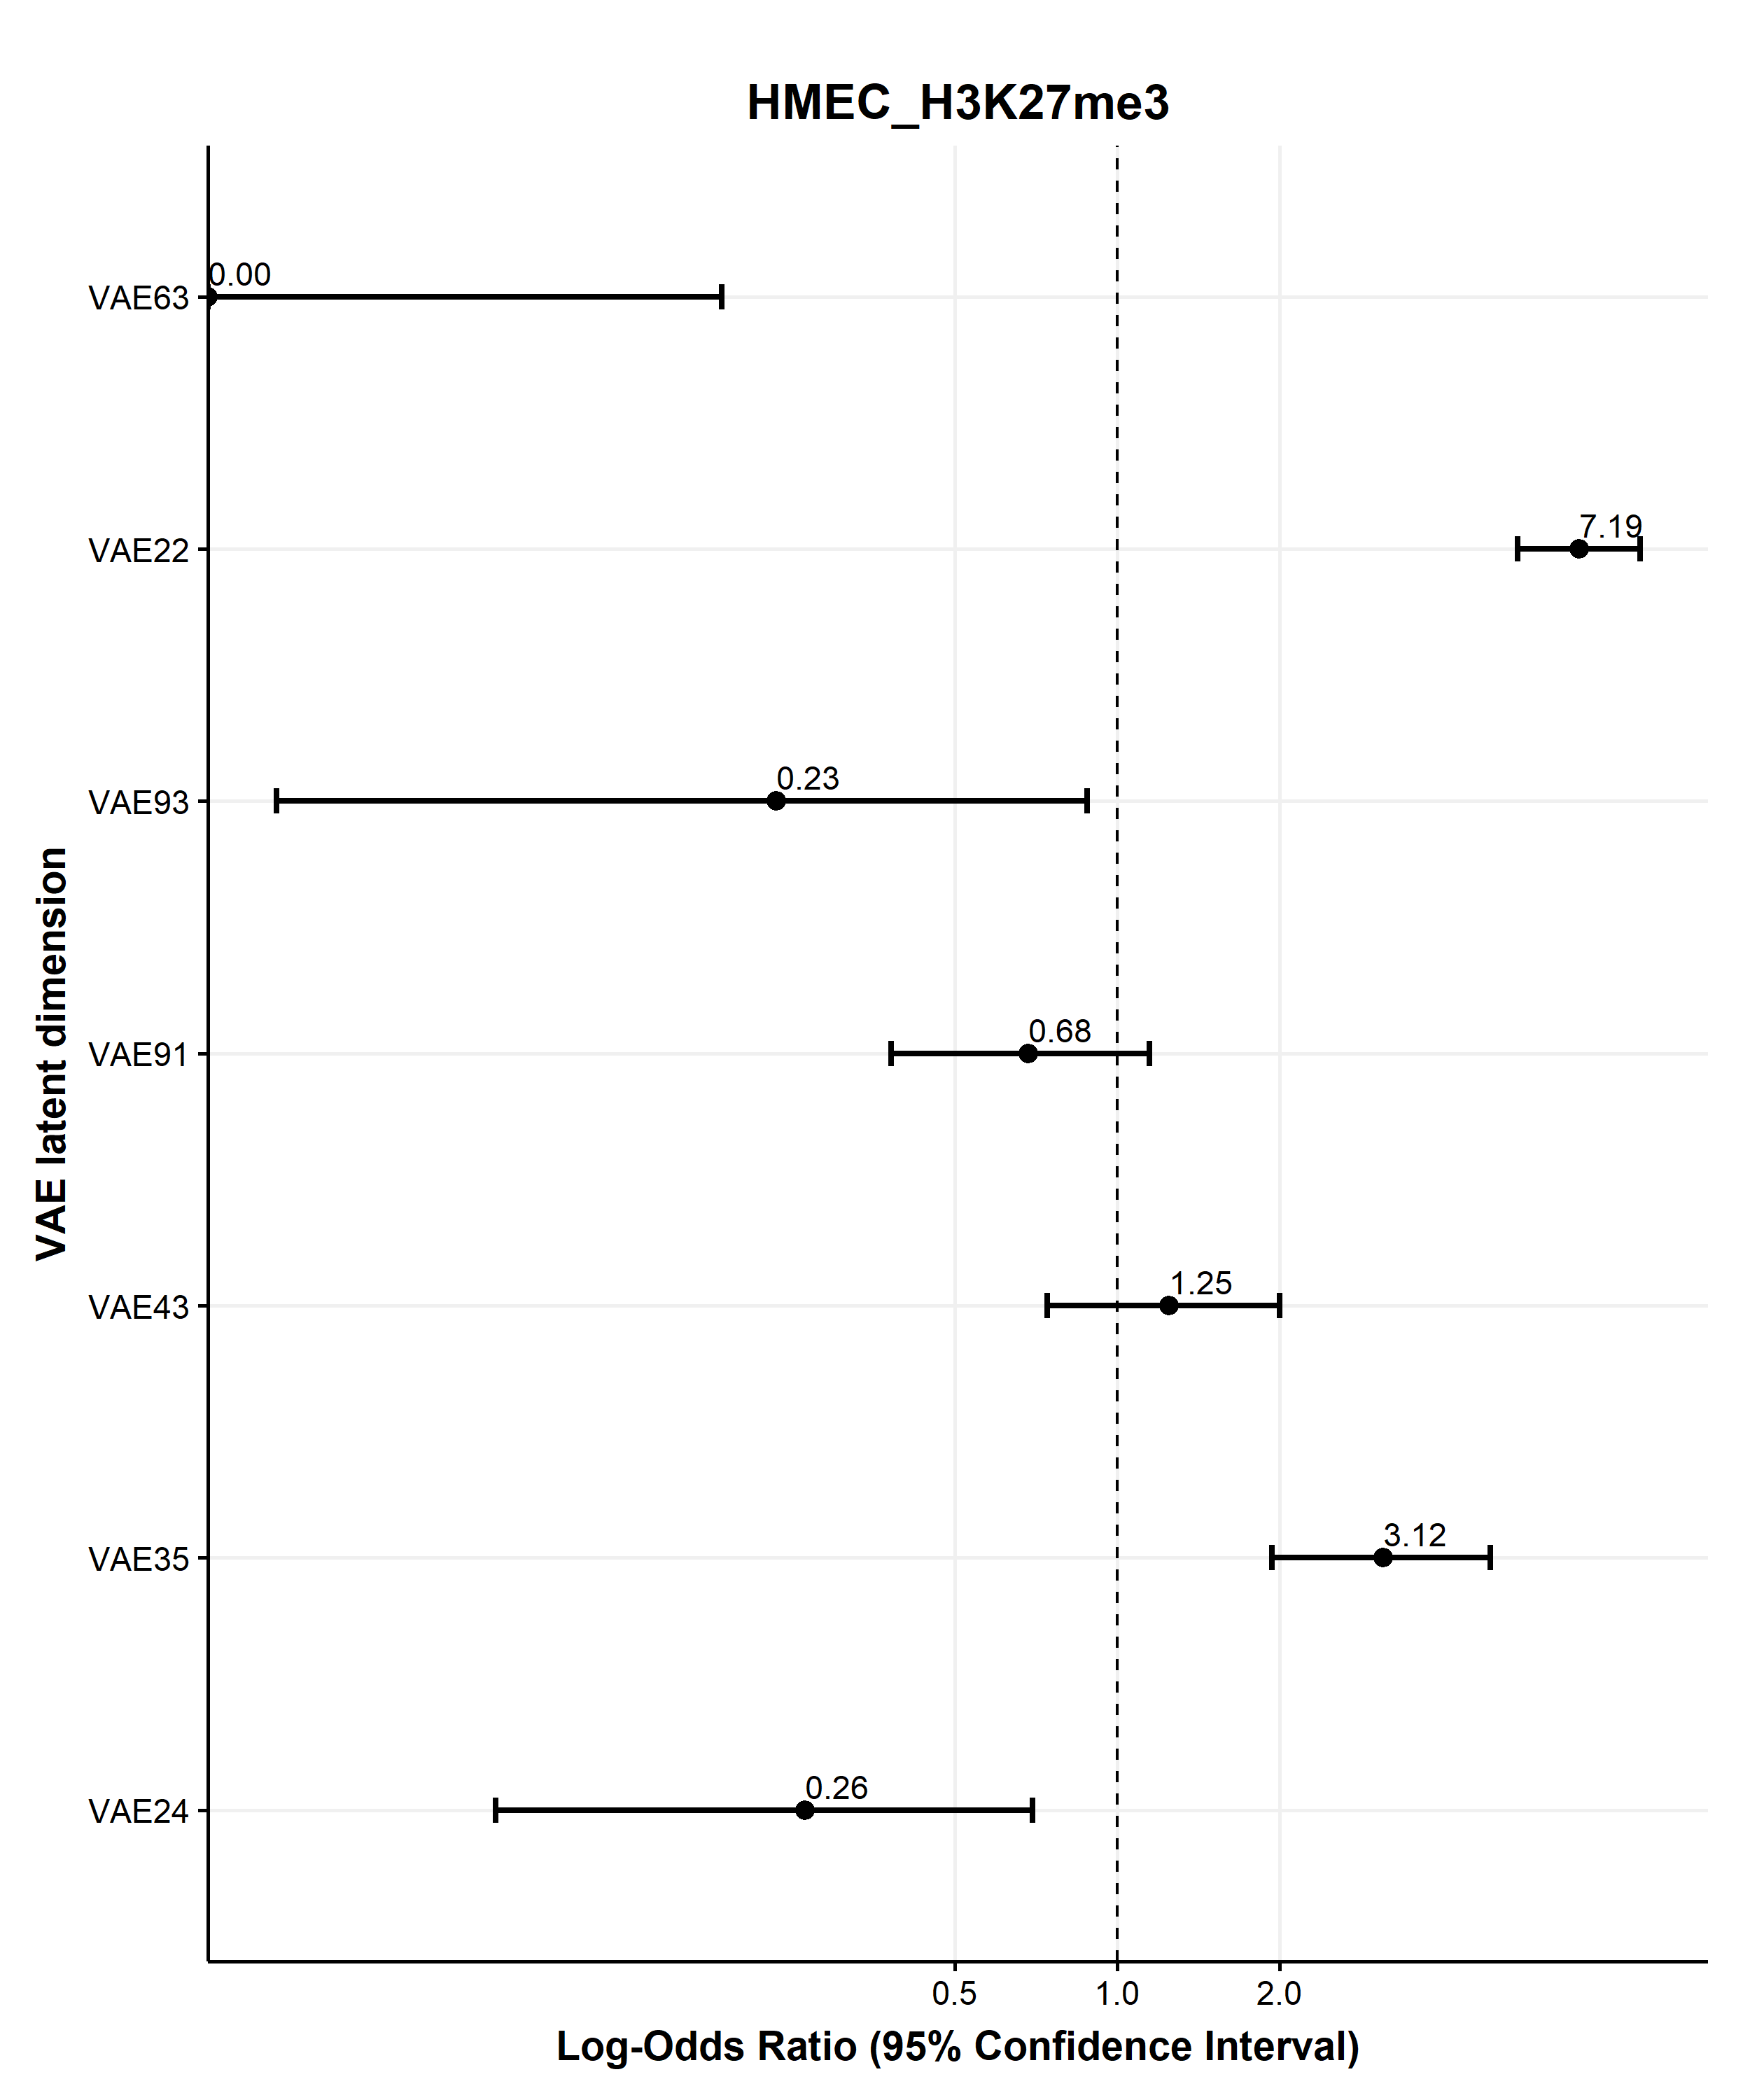 HMEC_H3K27me3
VAE latent dimension
VAE63
0.00
VAE22
7.19
VAE93
0.23
VAE91
0.68
VAE43
1.25
VAE35
3.12
VAE24
0.26
0.5 1.0 2.0
Log-Odds Ratio (95% Confidence Interval)